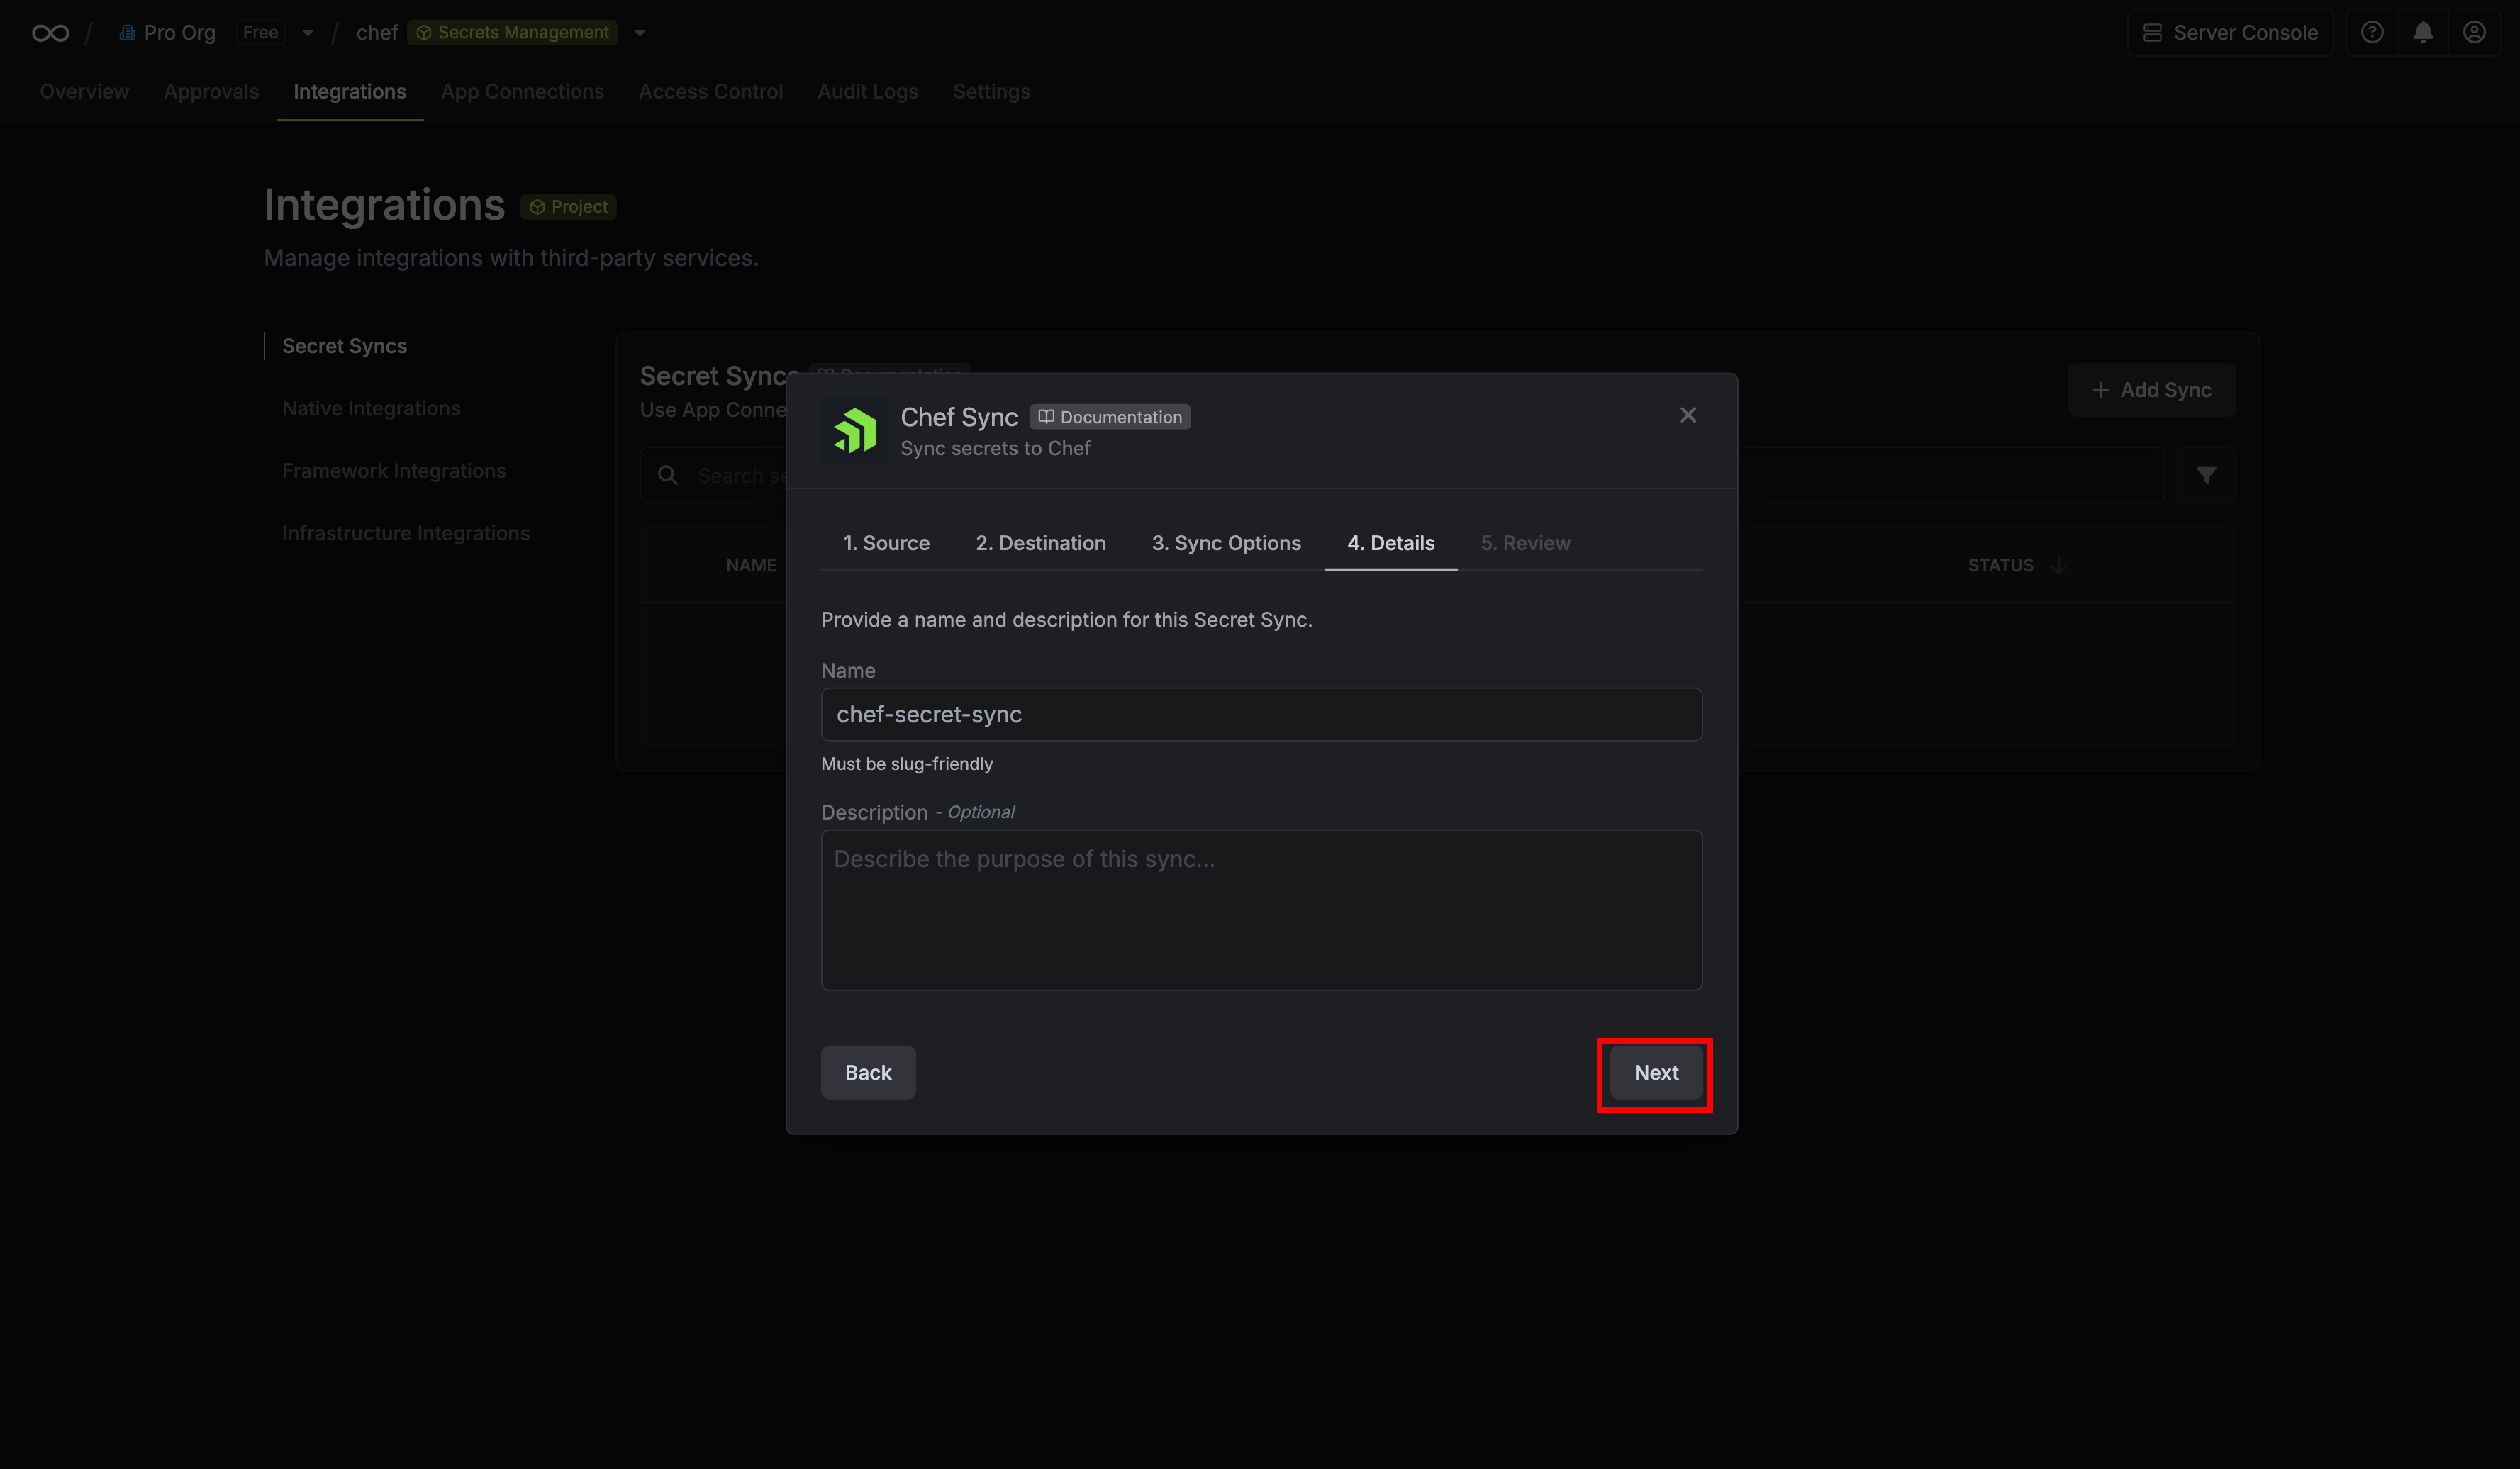 Pro Org Free chef Secrets Management Server Console
Overview Approvals Integrations App Connections Access Control Audit Logs Settings
Integrations Project
Manage integrations with third-party services.
Secret Syncs
Native Integrations
Framework Integrations
Infrastructure Integrations
Secret Syncs Documentation
Use App Conne
+ Add Sync
Search se
NAME
STATUS
Chef Sync Documentation
Sync secrets to Chef
1. Source 2. Destination 3. Sync Options 4. Details 5. Review
Provide a name and description for this Secret Sync.
Name
chef-secret-sync
Must be slug-friendly
Description - Optional
Describe the purpose of this sync...
Back
Next